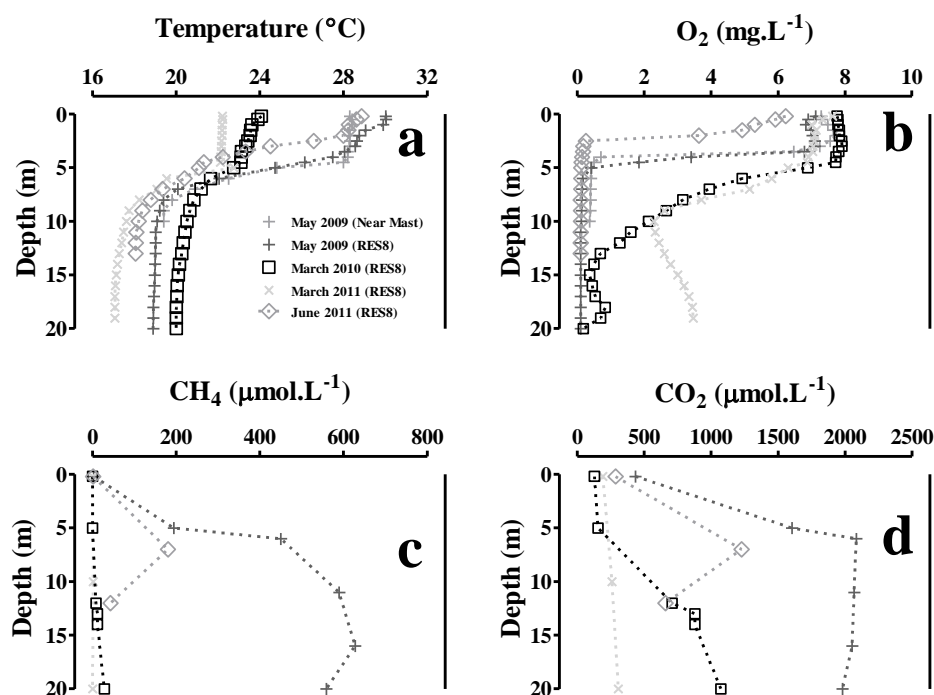 Temperature (°C)
16 20 24 28 32
O2 (mg.L-1)
0 2 4 6 8 10
a
b
0
5
10
15
20
Depth (m)
May 2009 (Near Mast)
May 2009 (RES8)
March 2010 (RES8)
March 2011 (RES8)
June 2011 (RES8)
0
5
10
15
20
Depth (m)
CH4 (μmol.L-1)
0 200 400 600 800
CO2 (μmol.L-1)
0 500 1000 1500 2000 2500
0
5
10
15
20
Depth (m)
c
0
5
10
15
20
Depth (m)
d